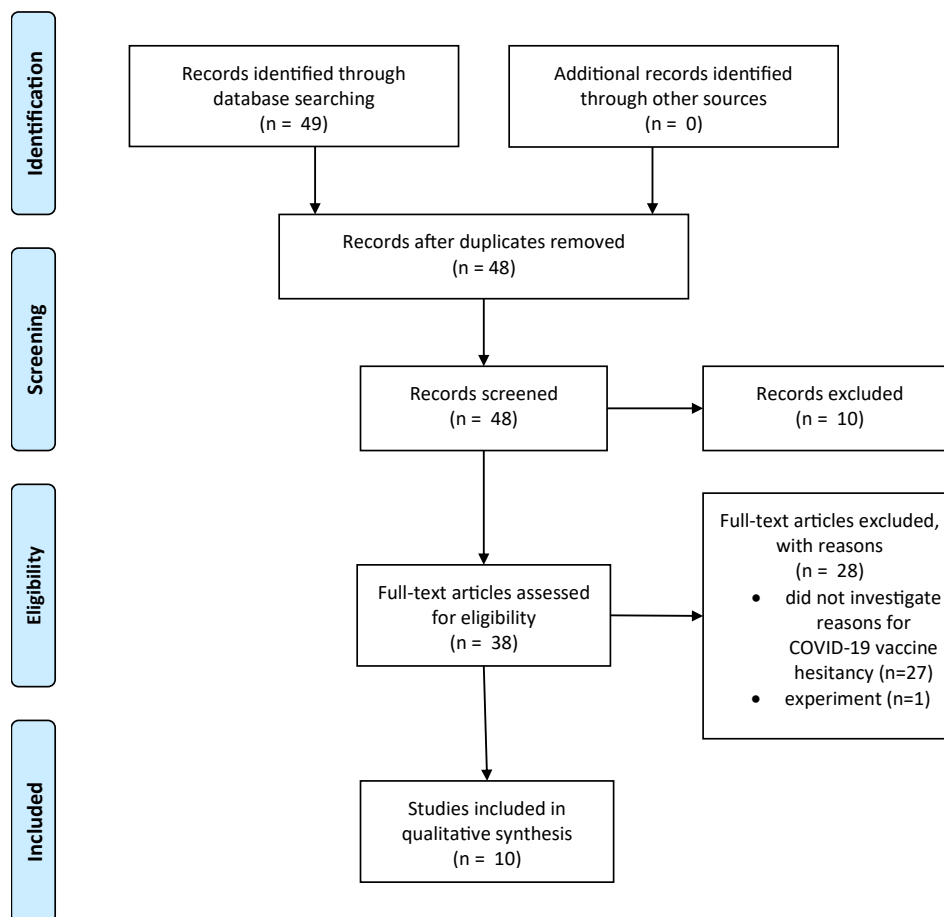 Identification
Records identified through
database searching
(n = 49)
Additional records identified
through other sources
(n = 0)
Records after duplicates removed
(n = 48)
Screening
Records screened
(n = 48)
Records excluded
(n = 10)
Eligibility
Full-text articles assessed
for eligibility
(n = 38)
Full-text articles excluded,
with reasons
(n = 28)
• did not investigate
reasons for
COVID-19 vaccine
hesitancy (n=27)
• experiment (n=1)
Included
Studies included in
qualitative synthesis
(n = 10)